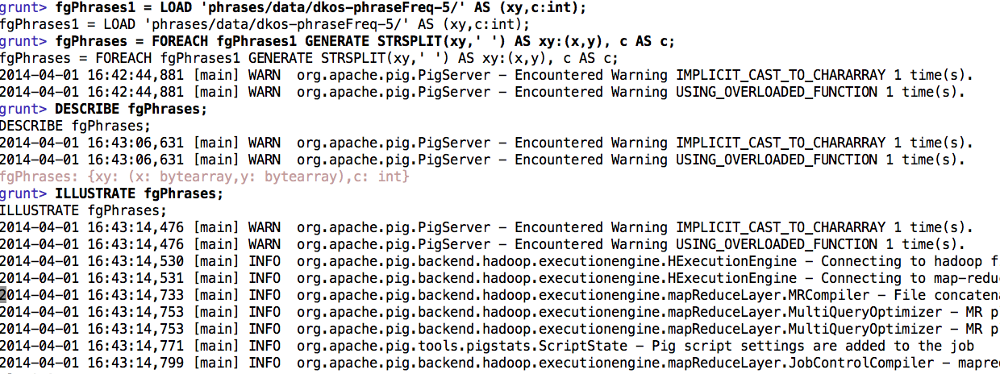 grunt> fgPhrases1 = LOAD 'phrases/data/dkos-phraseFreq-5/' AS (xy,c:int);
fgPhrases1 = LOAD 'phrases/data/dkos-phraseFreq-5/' AS (xy,c:int);
grunt> fgPhrases = FOREACH fgPhrases1 GENERATE STRSPLIT(xy,' ') AS xy:(x,y), c AS c;
fgPhrases = FOREACH fgPhrases1 GENERATE STRSPLIT(xy,' ') AS xy:(x,y), c AS c;
2014-04-01 16:42:44,881 [main] WARN  org.apache.pig.PigServer - Encountered Warning IMPLICIT_CAST_TO_CHARARRAY 1 time(s).
2014-04-01 16:42:44,881 [main] WARN  org.apache.pig.PigServer - Encountered Warning USING_OVERLOADED_FUNCTION 1 time(s).
grunt> DESCRIBE fgPhrases;
DESCRIBE fgPhrases;
2014-04-01 16:43:06,631 [main] WARN  org.apache.pig.PigServer - Encountered Warning IMPLICIT_CAST_TO_CHARARRAY 1 time(s).
2014-04-01 16:43:06,631 [main] WARN  org.apache.pig.PigServer - Encountered Warning USING_OVERLOADED_FUNCTION 1 time(s).
fgPhrases: {xy: (x: bytearray,y: bytearray),c: int}
grunt> ILLUSTRATE fgPhrases;
ILLUSTRATE fgPhrases;
2014-04-01 16:43:14,476 [main] WARN  org.apache.pig.PigServer - Encountered Warning IMPLICIT_CAST_TO_CHARARRAY 1 time(s).
2014-04-01 16:43:14,476 [main] WARN  org.apache.pig.PigServer - Encountered Warning USING_OVERLOADED_FUNCTION 1 time(s).
2014-04-01 16:43:14,530 [main] INFO  org.apache.pig.backend.hadoop.executionengine.HExecutionEngine - Connecting to hadoop f
2014-04-01 16:43:14,531 [main] INFO  org.apache.pig.backend.hadoop.executionengine.HExecutionEngine - Connecting to map-redu
2014-04-01 16:43:14,733 [main] INFO  org.apache.pig.backend.hadoop.executionengine.mapReduceLayer.MRCompiler - File concatena
2014-04-01 16:43:14,753 [main] INFO  org.apache.pig.backend.hadoop.executionengine.mapReduceLayer.MultiQueryOptimizer - MR p
2014-04-01 16:43:14,753 [main] INFO  org.apache.pig.backend.hadoop.executionengine.mapReduceLayer.MultiQueryOptimizer - MR p
2014-04-01 16:43:14,771 [main] INFO  org.apache.pig.tools.pigstats.ScriptState - Pig script settings are added to the job
2014-04-01 16:43:14,799 [main] INFO  org.apache.pig.backend.hadoop.executionengine.mapReduceLayer.JobControlCompiler - mapred